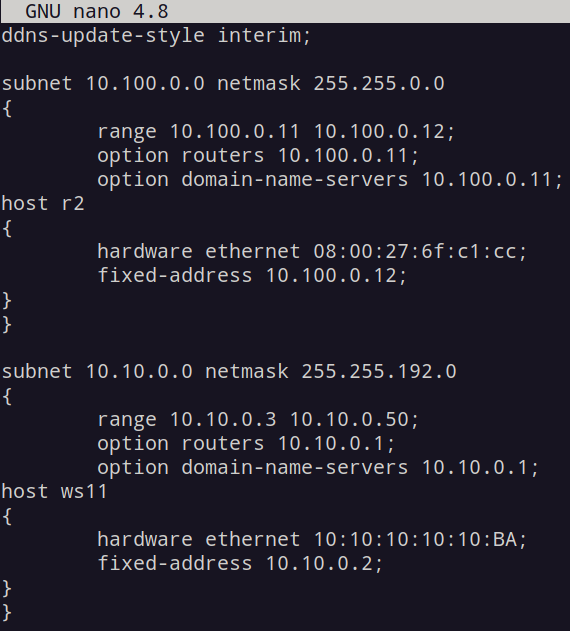 GNU nano 4.8
ddns-update-style interim;
subnet 10.100.0.0 netmask 255.255.0.0
{
range 10.100.0.11 10.100.0.12;
option routers 10.100.0.11;
option domain-name-servers 10.100.0.11;
host r2
{
hardware ethernet 08:00:27:6f:c1:cc;
fixed-address 10.100.0.12;
}
}
subnet 10.10.0.0 netmask 255.255.192.0
{
range 10.10.0.3 10.10.0.50;
option routers 10.10.0.1;
option domain-name-servers 10.10.0.1;
host ws11
{
hardware ethernet 10:10:10:10:10:BA;
fixed-address 10.10.0.2;
}
}